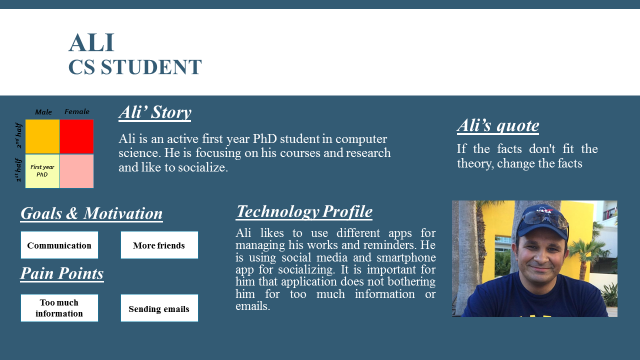 ALI
CS STUDENT
Male Female
2nd half
1st half
First year
PhD
Ali' Story
Ali is an active first year PhD student in computer
science. He is focusing on his courses and research
and like to socialize.
Ali's quote
If the facts don't fit the
theory, change the facts
Goals & Motivation
Communication
More friends
Pain Points
Too much
information
Sending emails
Technology Profile
Ali likes to use different apps for
managing his works and reminders. He
is using social media and smartphone
app for socializing. It is important for
him that application does not bothering
him for too much information or
emails.